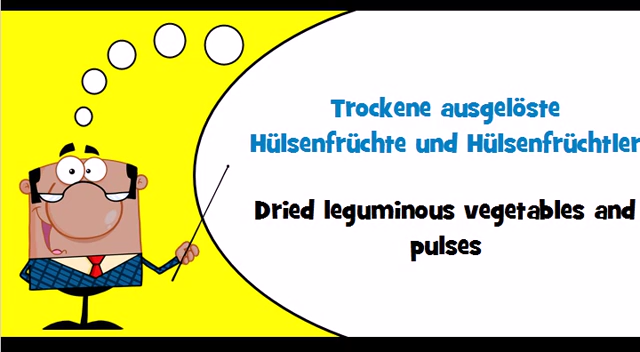 Trockene ausgelöste
Hülsenfrüchte und Hülsenfrüchtler
Dried leguminous vegetables and
pulses